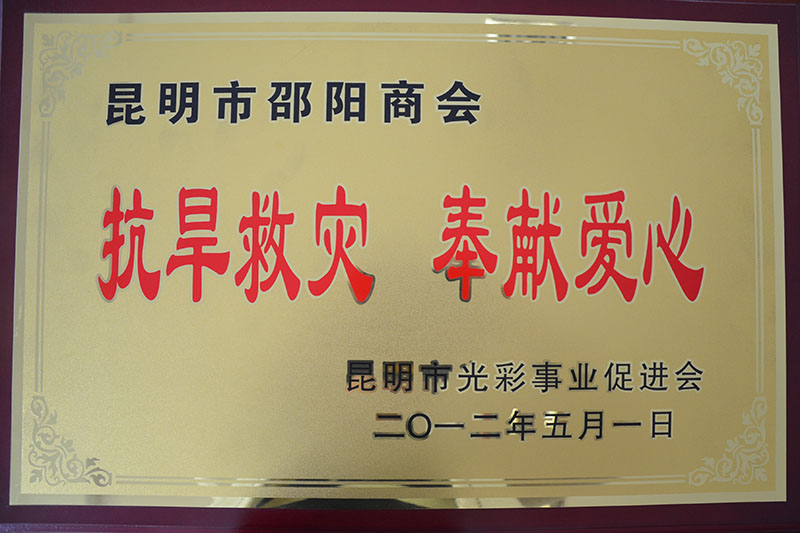 昆明市邵阳商会
抗旱救灾 奉献爱心
昆明市光彩事业促进会
二〇一二年五月一日